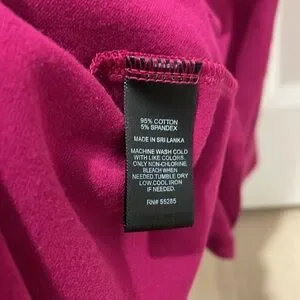 95% COTTON
5% SPANDEX
MADE IN SRI LANKA
MACHINE WASH COLD
WITH LIKE COLORS.
ONLY NON-CHLORINE,
BLEACH WHEN
NEEDED.TUMBLE DRY
LOW,COOL IRON
IF NEEDED.
RN# 55285